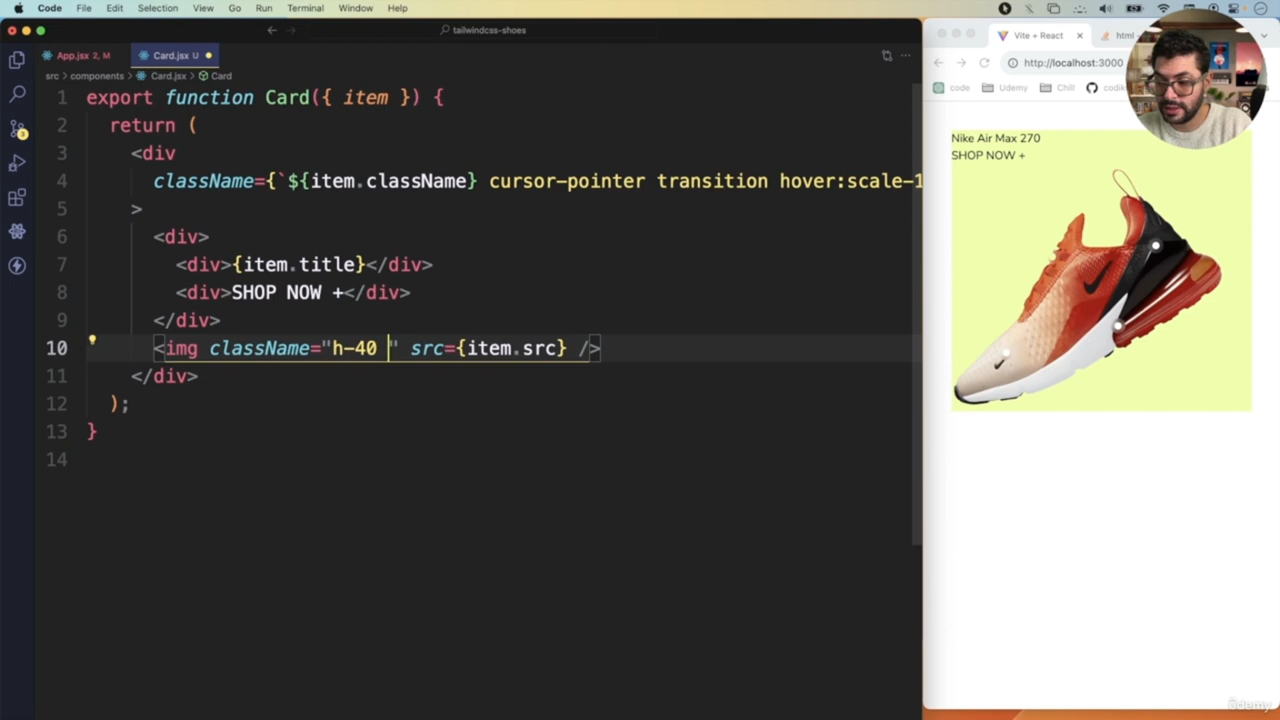 Code File Edit Selection View Go Run Terminal Window Help
tailwindcss-shoes
App.jsx 2, M
Card.jsx U
src > components > Card.jsx > Card
1 export function Card({ item }) {
2 return (
3 <div
4 className={`${item.className} cursor-pointer transition hover:scale-1
5 >
6 <div>
7 <div>{item.title}</div>
8 <div>SHOP NOW +</div>
9 </div>
10 <img className="h-40 " src={item.src} />
11 </div>
12 );
13 }
14
Vite + React
html
http://localhost:3000
code Udemy Chill
Nike Air Max 270
SHOP NOW +
ûdemy